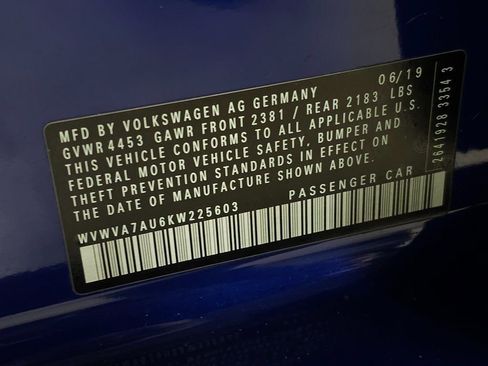 MFD BY VOLKSWAGEN AG GERMANY 06/19
GVWR 4453 GAWR FRONT 2381 / REAR 2183 LBS
THIS VEHICLE CONFORMS TO ALL APPLICABLE U.S.
FEDERAL MOTOR VEHICLE SAFETY, BUMPER AND
THEFT PREVENTION STANDARDS IN EFFECT ON
THE DATE OF MANUFACTURE SHOWN ABOVE.
WVWVA7AU6KW225603 PASSENGER CAR
2641928 3354 3